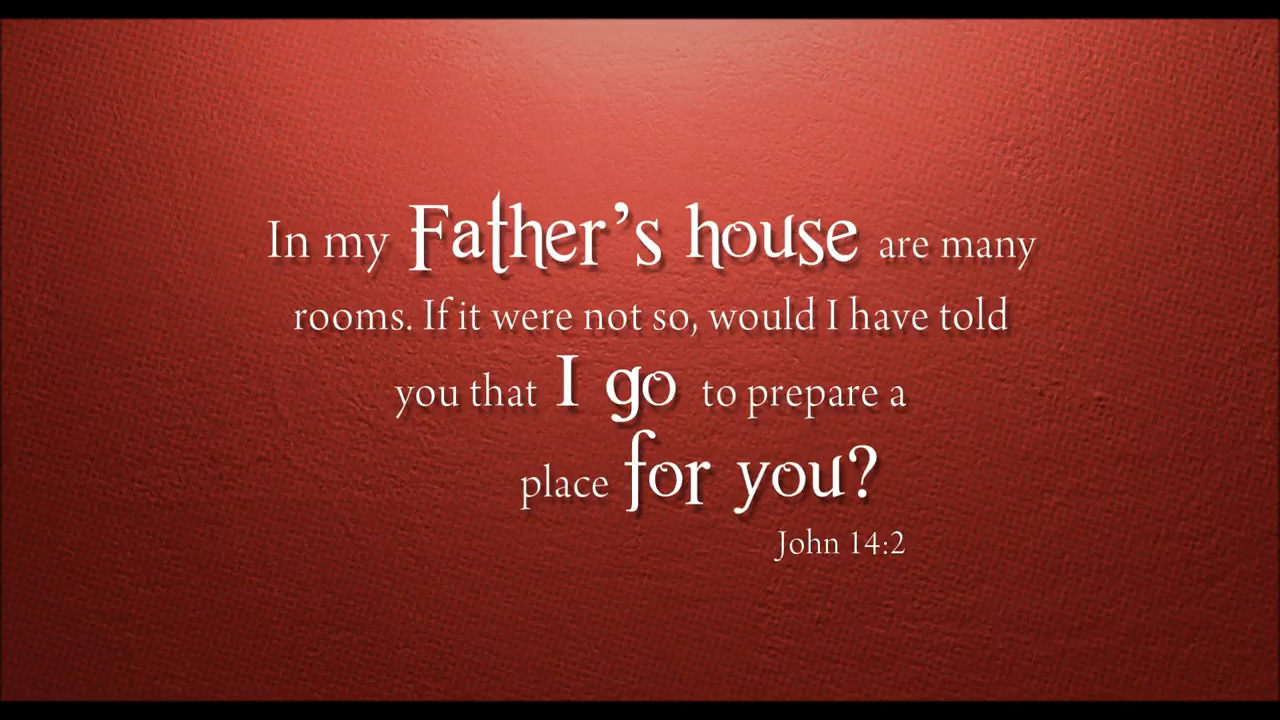 In my Father's house are many
rooms. If it were not so, would I have told
you that I go to prepare a
place for you?
John 14:2